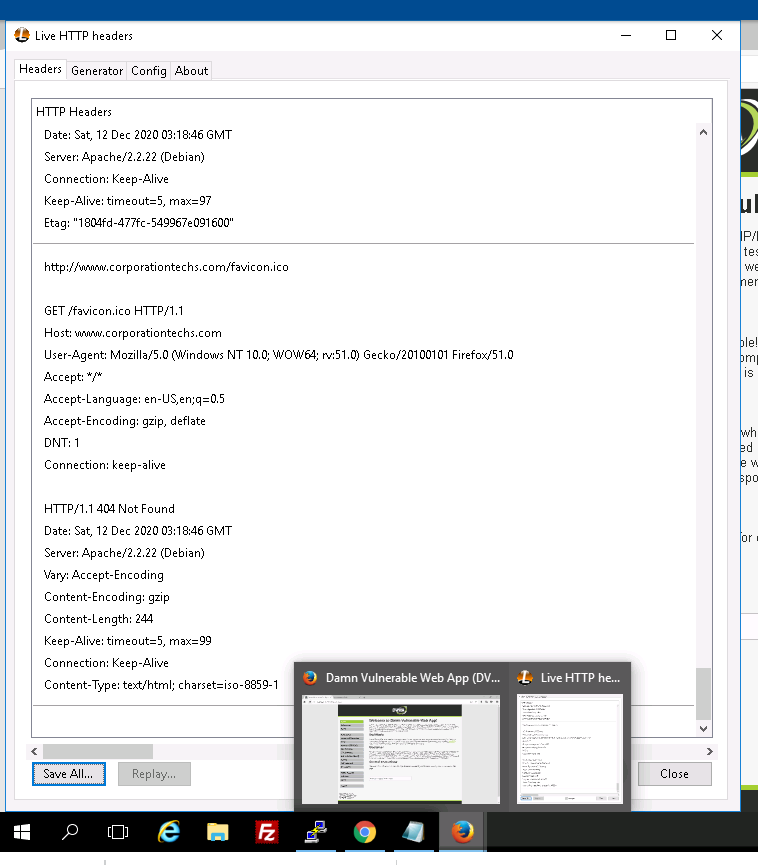 Live HTTP headers
Headers Generator Config About
HTTP Headers
Date: Sat, 12 Dec 2020 03:18:46 GMT
Server: Apache/2.2.22 (Debian)
Connection: Keep-Alive
Keep-Alive: timeout=5, max=97
Etag: "1804fd-477fc-549967e091600"
http://www.corporationtechs.com/favicon.ico
GET /favicon.ico HTTP/1.1
Host: www.corporationtechs.com
User-Agent: Mozilla/5.0 (Windows NT 10.0; WOW64; rv:51.0) Gecko/20100101 Firefox/51.0
Accept: */*
Accept-Language: en-US,en;q=0.5
Accept-Encoding: gzip, deflate
DNT: 1
Connection: keep-alive
HTTP/1.1 404 Not Found
Date: Sat, 12 Dec 2020 03:18:46 GMT
Server: Apache/2.2.22 (Debian)
Vary: Accept-Encoding
Content-Encoding: gzip
Content-Length: 244
Keep-Alive: timeout=5, max=99
Connection: Keep-Alive
Content-Type: text/html; charset=iso-8859-1
Damn Vulnerable Web App (DV... Live HTTP he...
Welcome to Damn Vulnerable Web App!
Save All... Replay... Close